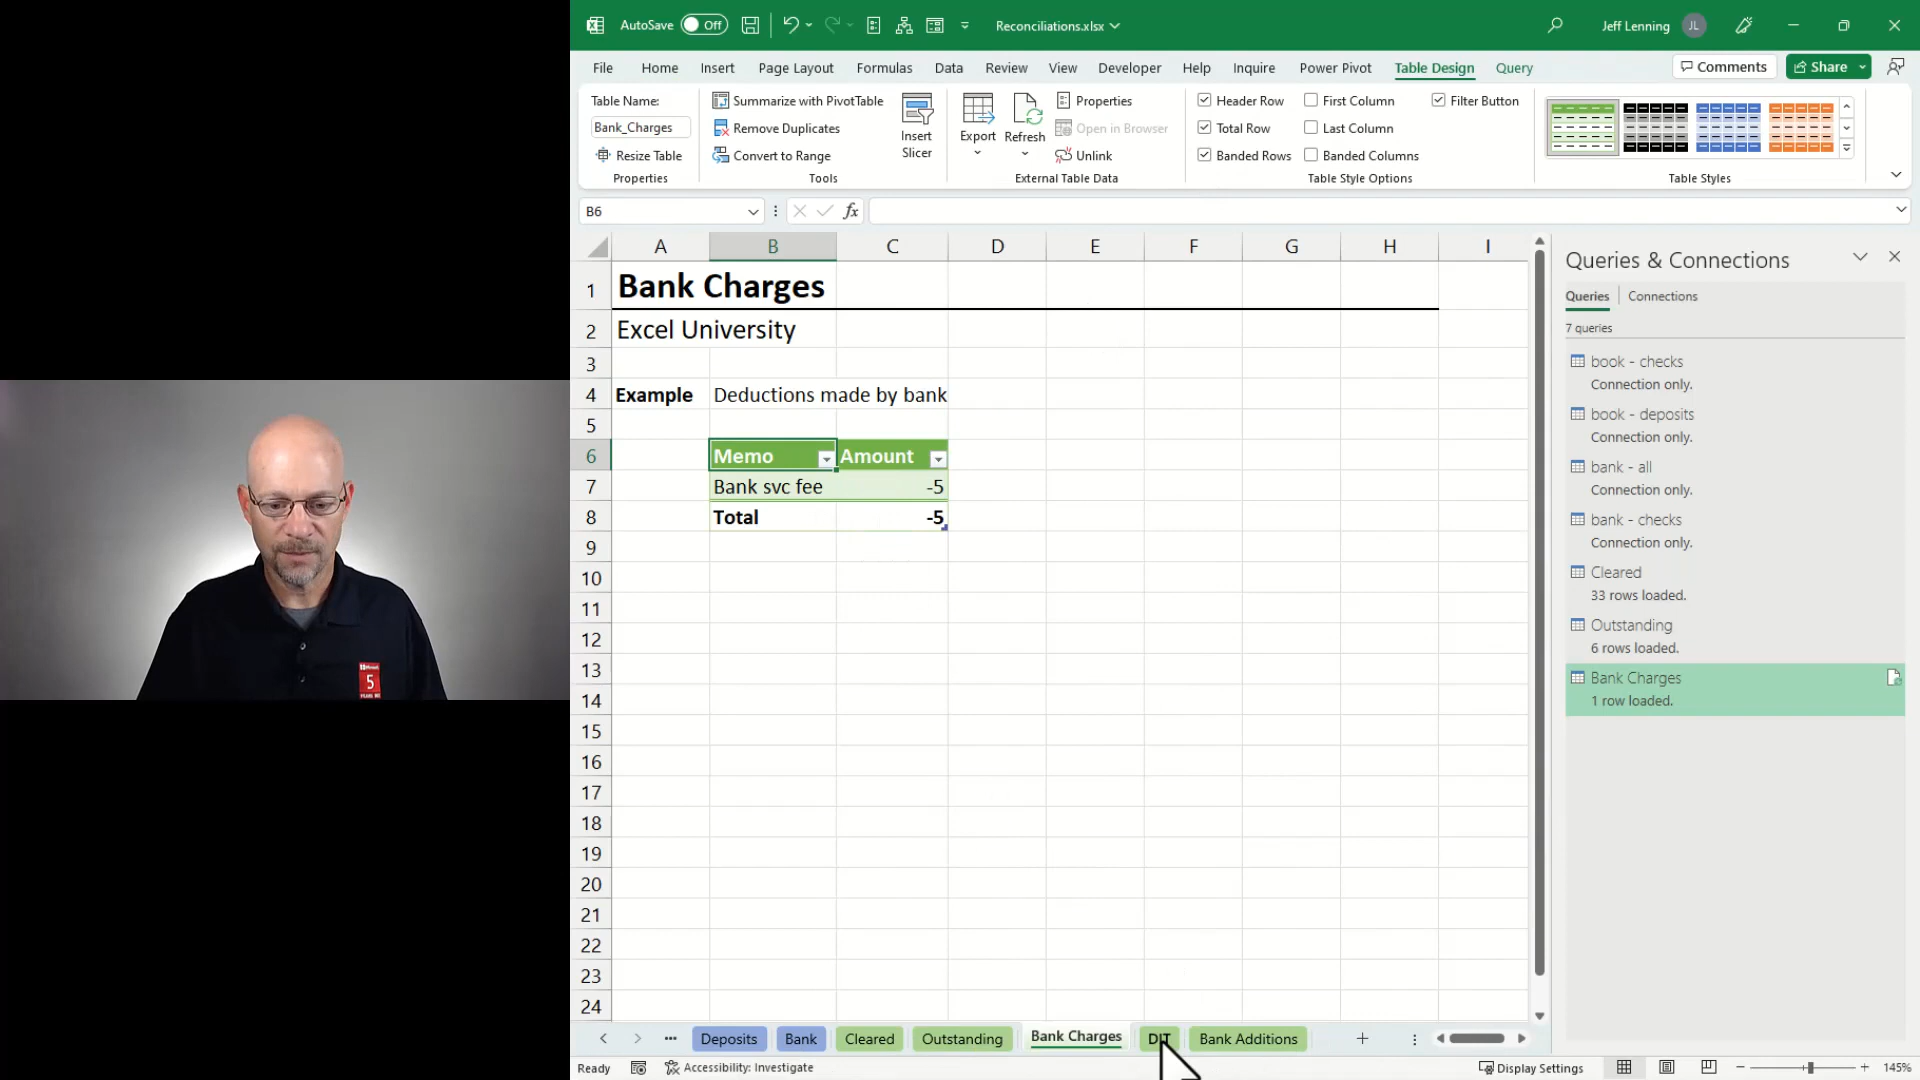 AutoSave Off Reconciliations.xlsx Jeff Lenning JL
File Home Insert Page Layout Formulas Data Review View Developer Help Inquire Power Pivot Table Design Query Comments Share
Table Name:
Bank_Charges
Resize Table
Properties
Summarize with PivotTable
Remove Duplicates
Convert to Range
Tools
Insert
Slicer
Export
Refresh
Properties
Open in Browser
Unlink
External Table Data
Header Row First Column Filter Button
Total Row Last Column
Banded Rows Banded Columns
Table Style Options
Table Styles
B6 fx
A B C D E F G H I
1 Bank Charges
2 Excel University
3
4 Example Deductions made by bank
5
6 Memo Amount
7 Bank svc fee -5
8 Total -5
9
10
11
12
13
14
15
16
17
18
19
20
21
22
23
24
Queries & Connections
Queries Connections
7 queries
book - checks
Connection only.
book - deposits
Connection only.
bank - all
Connection only.
bank - checks
Connection only.
Cleared
33 rows loaded.
Outstanding
6 rows loaded.
Bank Charges
1 row loaded.
Deposits Bank Cleared Outstanding Bank Charges DIT Bank Additions
Ready Accessibility: Investigate Display Settings 145%
Microsoft
5